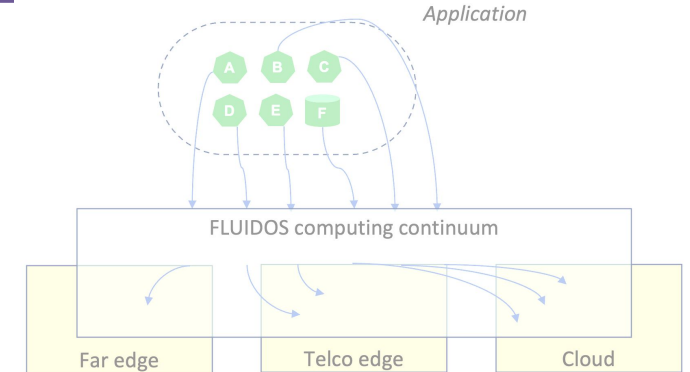 Application
A B C
D E F
FLUIDOS computing continuum
Far edge Telco edge Cloud